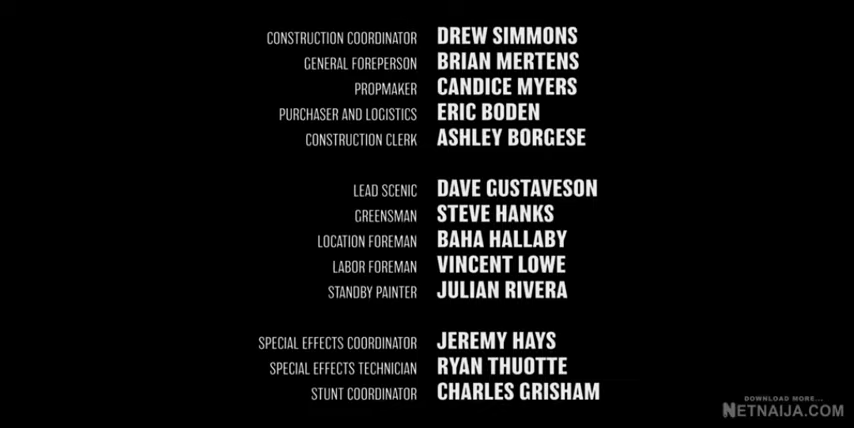 CONSTRUCTION COORDINATOR DREW SIMMONS
GENERAL FOREPERSON BRIAN MERTENS
PROPMAKER CANDICE MYERS
PURCHASER AND LOGISTICS ERIC BODEN
CONSTRUCTION CLERK ASHLEY BORGESE
LEAD SCENIC DAVE GUSTAVESON
GREENSMAN STEVE HANKS
LOCATION FOREMAN BAHA HALLABY
LABOR FOREMAN VINCENT LOWE
STANDBY PAINTER JULIAN RIVERA
SPECIAL EFFECTS COORDINATOR JEREMY HAYS
SPECIAL EFFECTS TECHNICIAN RYAN THUOTTE
STUNT COORDINATOR CHARLES GRISHAM
DOWNLOAD MORE...
NETNAIJA.COM